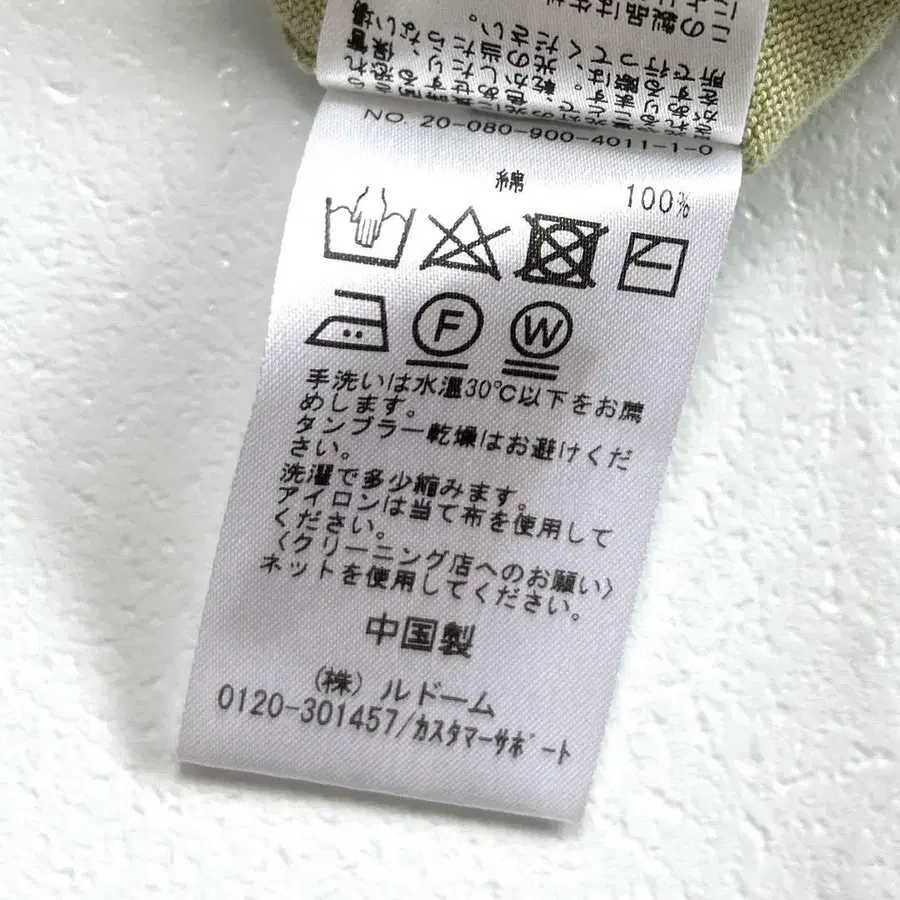 この製品は
NO. 20-080-900-4011-1-0
綿 100%
F W
手洗いは水温30℃以下をお薦
めします。
タンブラー乾燥はお避けくだ
さい。
洗濯で多少縮みます。
アイロンは当て布を使用して
ください。
〈クリーニング店へのお願い〉
ネットを使用してください。
中国製
(株)ルドーム
0120-301457/カスタマーサポート